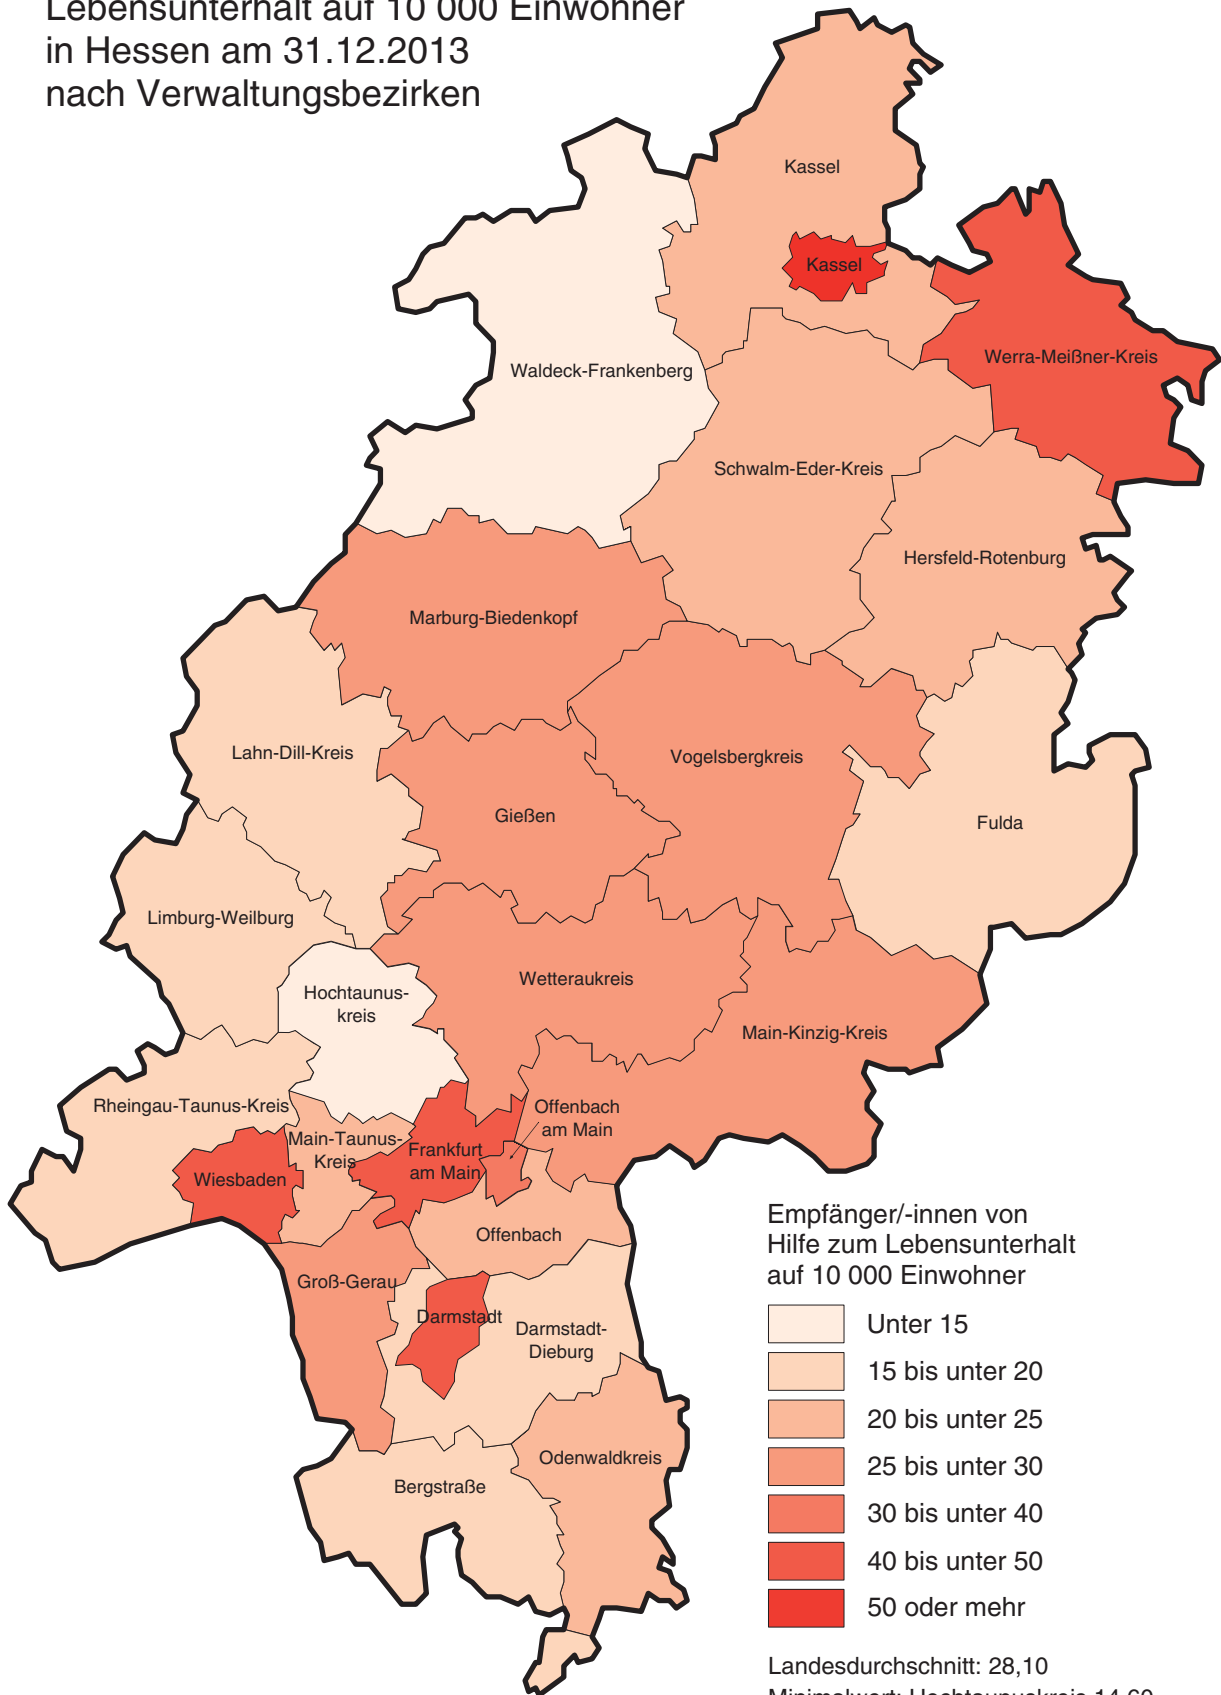 Lebensunterhalt auf 10 000 Einwohner
in Hessen am 31.12.2013
nach Verwaltungsbezirken
Kassel
Kassel
Werra-Meißner-Kreis
Waldeck-Frankenberg
Schwalm-Eder-Kreis
Hersfeld-Rotenburg
Marburg-Biedenkopf
Lahn-Dill-Kreis
Vogelsbergkreis
Gießen
Fulda
Limburg-Weilburg
Wetteraukreis
Hochtaunus-
kreis
Main-Kinzig-Kreis
Rheingau-Taunus-Kreis
Offenbach
am Main
Main-Taunus-
Kreis
Frankfurt
am Main
Wiesbaden
Offenbach
Groß-Gerau
Darmstadt
Darmstadt-
Dieburg
Odenwaldkreis
Bergstraße
Empfänger/-innen von
Hilfe zum Lebensunterhalt
auf 10 000 Einwohner
Unter 15
15 bis unter 20
20 bis unter 25
25 bis unter 30
30 bis unter 40
40 bis unter 50
50 oder mehr
Landesdurchschnitt: 28,10
Minimalwert: Hochtaunuskreis 14,60